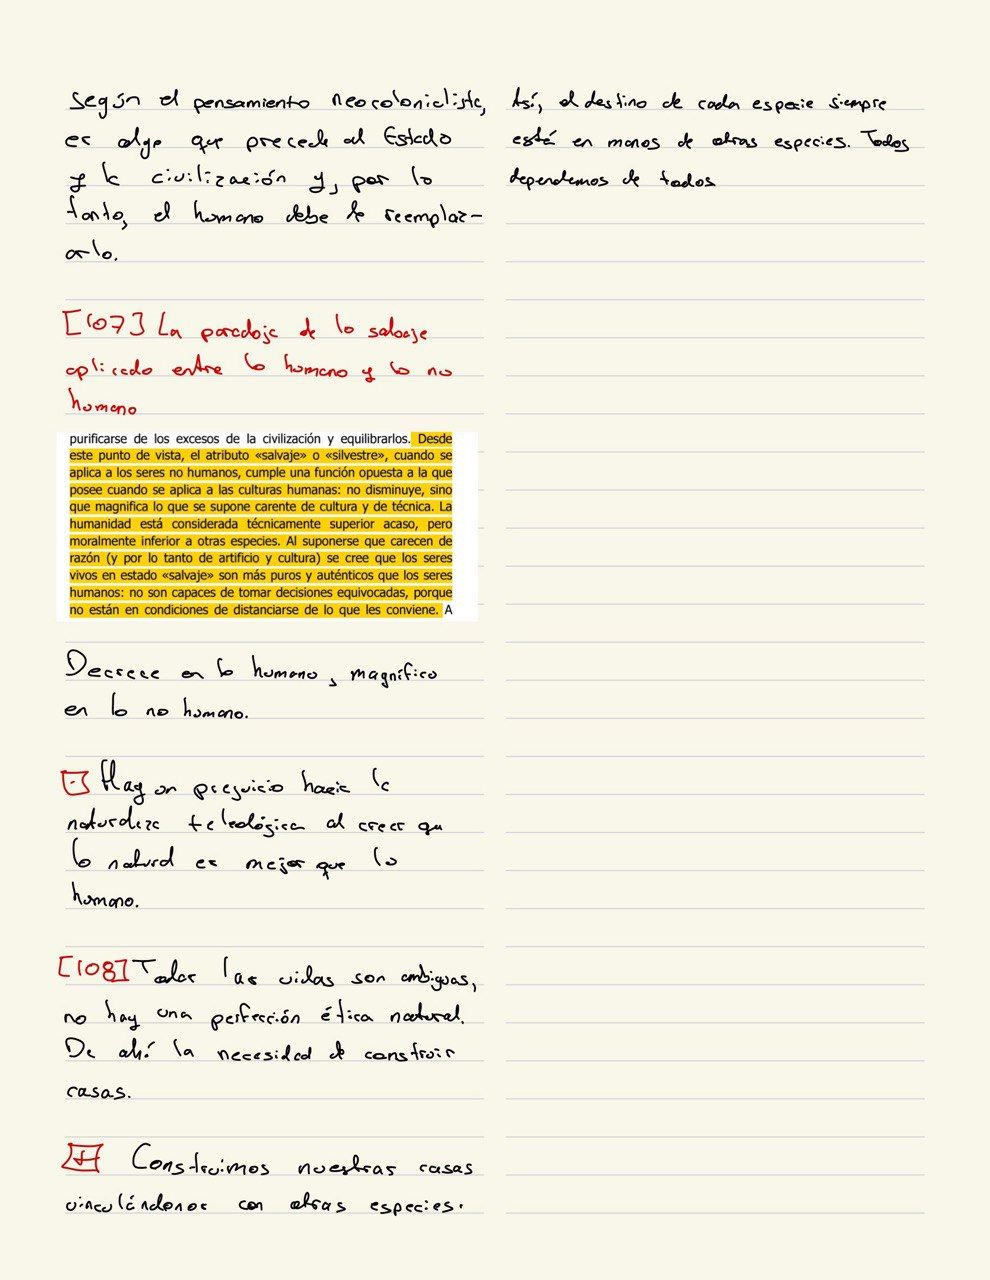 según el pensamiento neocolonialista,
es algo que precede al Estado
y la civilización y, por lo
tanto, el humano debe de reemplaz-
arlo.
[107] La paradoja de lo salvaje
aplicado entre lo humano y lo no
humano
purificarse de los excesos de la civilización y equilibrarlos. Desde
este punto de vista, el atributo «salvaje» o «silvestre», cuando se
aplica a los seres no humanos, cumple una función opuesta a la que
posee cuando se aplica a las culturas humanas: no disminuye, sino
que magnifica lo que se supone carente de cultura y de técnica. La
humanidad está considerada técnicamente superior acaso, pero
moralmente inferior a otras especies. Al suponerse que carecen de
razón (y por lo tanto de artificio y cultura) se cree que los seres
vivos en estado «salvaje» son más puros y auténticos que los seres
humanos: no son capaces de tomar decisiones equivocadas, porque
no están en condiciones de distanciarse de lo que les conviene. A
Decrece en lo humano, magnífico
en lo no humano.
[-] Hay un prejuicio hacia la
naturaleza teleológica al creer que
lo natural es mejor que lo
humano.
[108] Todas las vidas son ambiguas,
no hay una perfección ética natural.
De ahí la necesidad de construir
casas.
[+] Construimos nuestras casas
vinculándonos con otras especies.
Así, el destino de cada especie siempre
está en manos de otras especies. Todos
dependemos de todos